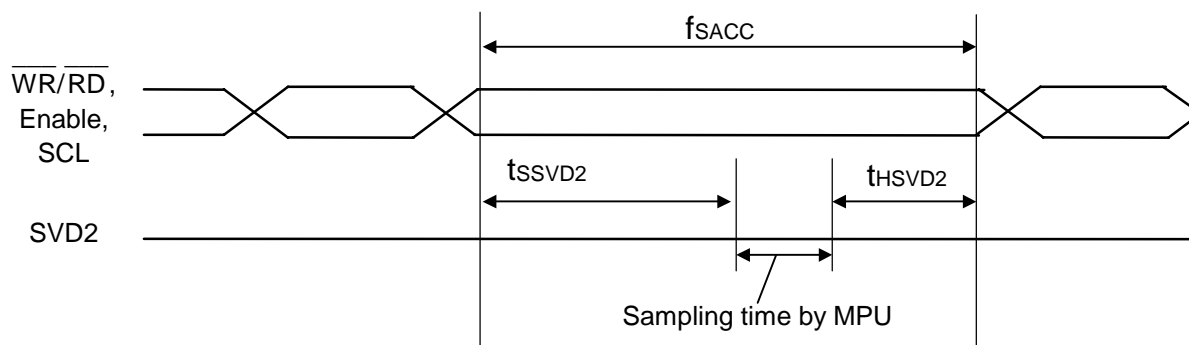 fSACC
WR/RD,
Enable,
SCL
tSSVD2
tHSVD2
SVD2
Sampling time by MPU